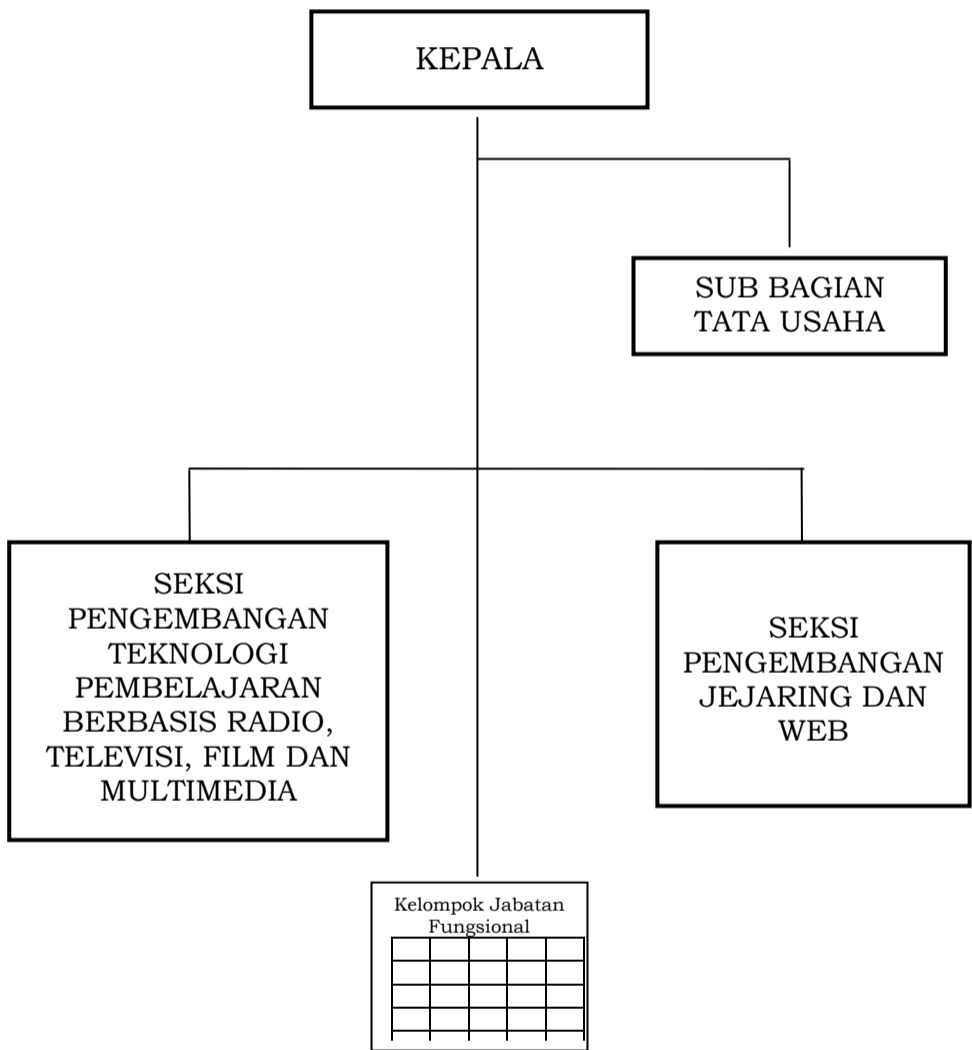 KEPALA
SUB BAGIAN
TATA USAHA
SEKSI
PENGEMBANGAN
TEKNOLOGI
PEMBELAJARAN
BERBASIS RADIO,
TELEVISI, FILM DAN
MULTIMEDIA
SEKSI
PENGEMBANGAN
JEJARING DAN
WEB
Kelompok Jabatan
Fungsional